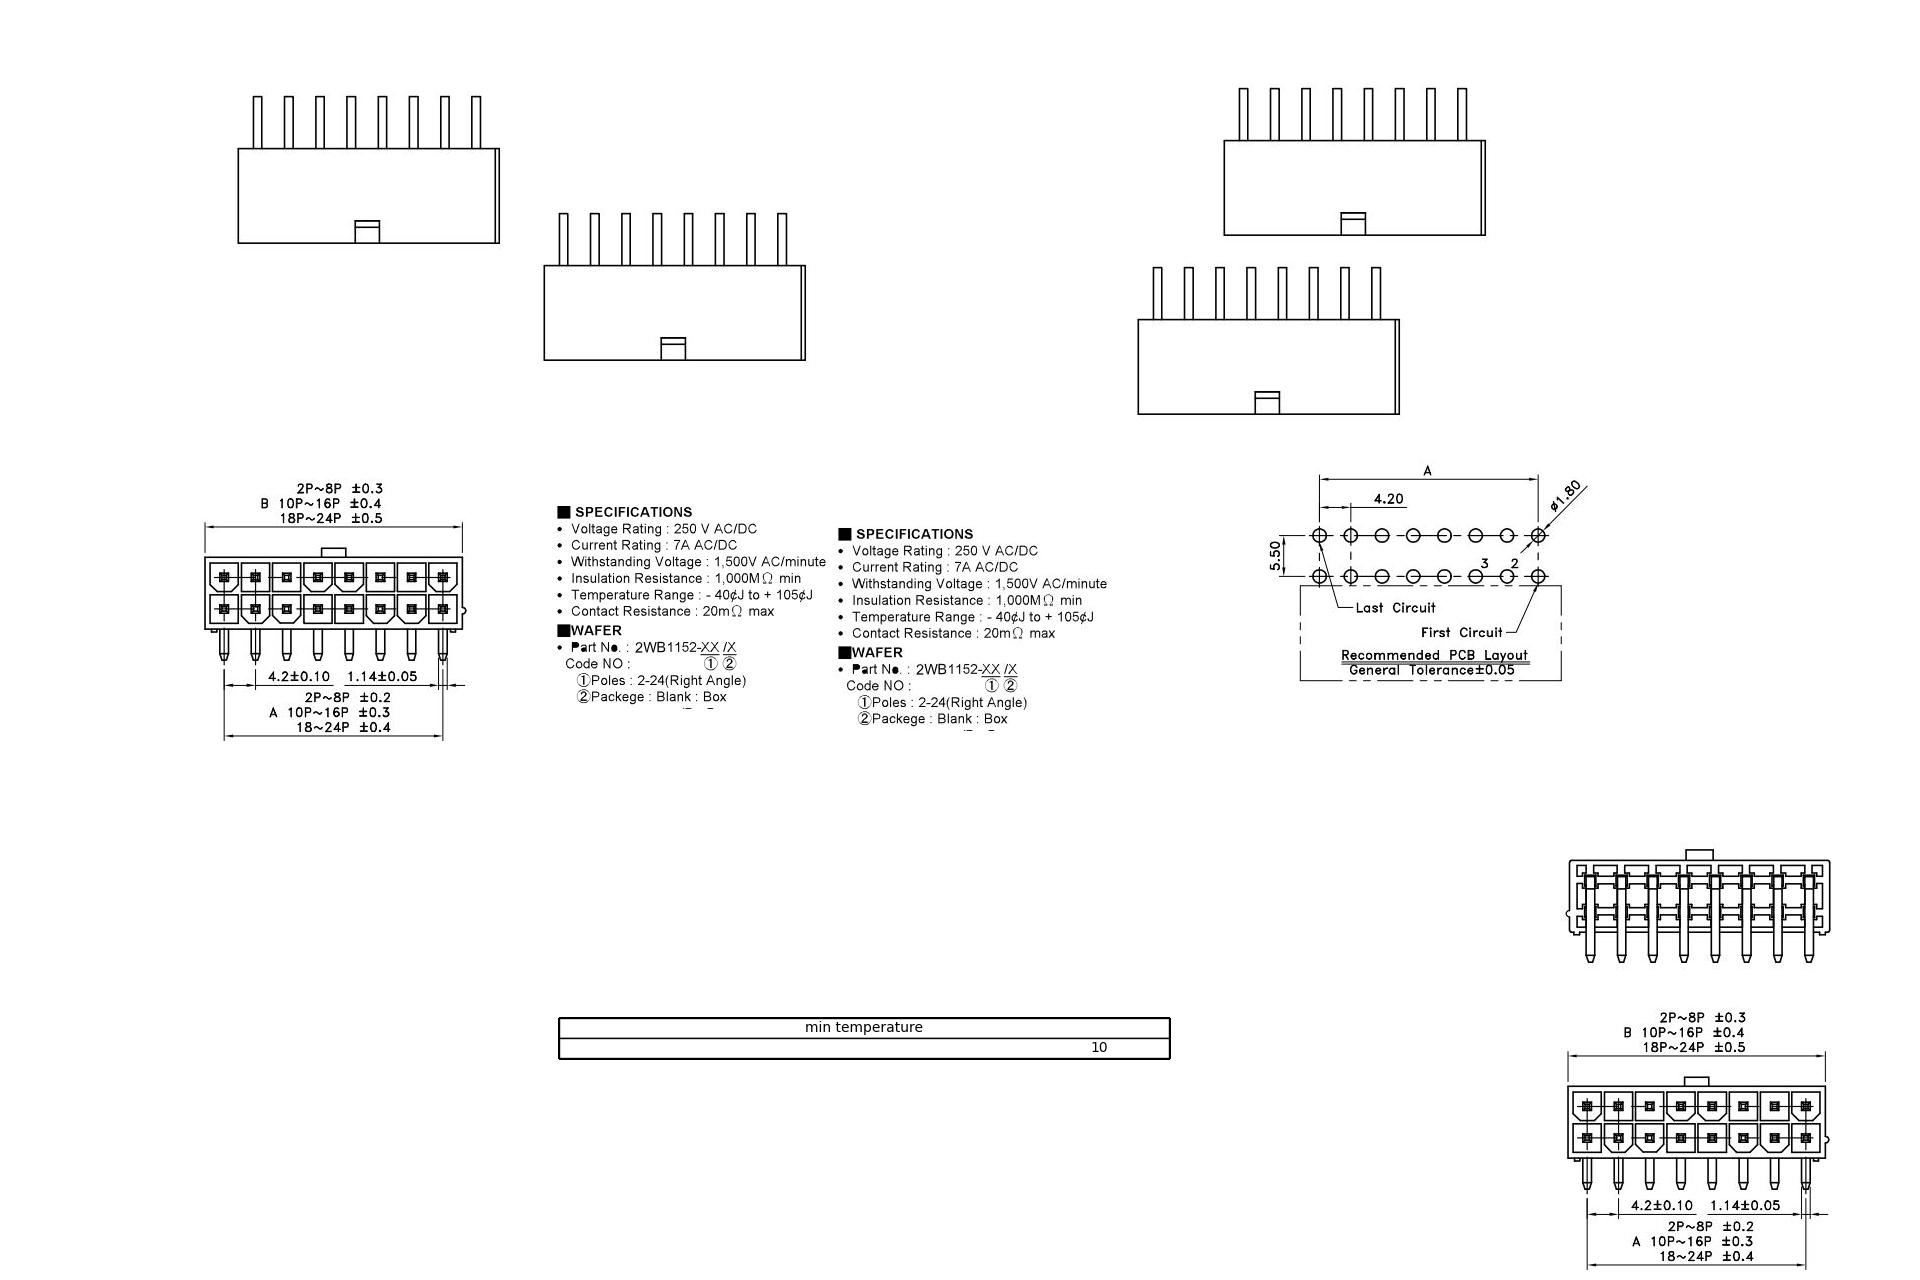 2P~8P ±0.3
B 10P~16P ±0.4
18P~24P ±0.5
4.2±0.10 1.14±0.05
2P~8P ±0.2
A 10P~16P ±0.3
18~24P ±0.4
■ SPECIFICATIONS
• Voltage Rating : 250 V AC/DC
• Current Rating : 7A AC/DC
• Withstanding Voltage : 1,500V AC/minute
• Insulation Resistance : 1,000MΩ min
• Temperature Range : - 40¢J to + 105¢J
• Contact Resistance : 20mΩ max
■WAFER
• Part No. : 2WB1152-XX /X
Code NO : ① ②
①Poles : 2-24(Right Angle)
②Packege : Blank : Box
■ SPECIFICATIONS
• Voltage Rating : 250 V AC/DC
• Current Rating : 7A AC/DC
• Withstanding Voltage : 1,500V AC/minute
• Insulation Resistance : 1,000MΩ min
• Temperature Range : - 40¢J to + 105¢J
• Contact Resistance : 20mΩ max
■WAFER
• Part No. : 2WB1152-XX /X
Code NO : ① ②
①Poles : 2-24(Right Angle)
②Packege : Blank : Box
A
4.20
ø1.80
5.50
3 2
Last Circuit
First Circuit
Recommended PCB Layout
General Tolerance±0.05
min temperature
10
2P~8P ±0.3
B 10P~16P ±0.4
18P~24P ±0.5
4.2±0.10 1.14±0.05
2P~8P ±0.2
A 10P~16P ±0.3
18~24P ±0.4